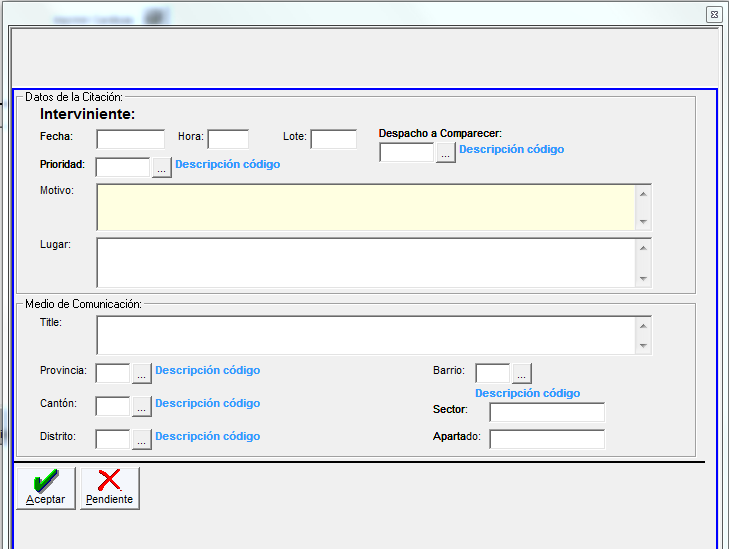 Datos de la Citación:
Interviniente:
Fecha: Hora: Lote: Despacho a Comparecer:
... Descripción código
Prioridad: ... Descripción código
Motivo:
Lugar:
Medio de Comunicación:
Title:
Provincia: ... Descripción código Barrio: ...
Descripción código
Cantón: ... Descripción código Sector:
Distrito: ... Descripción código Apartado:
Aceptar Pendiente